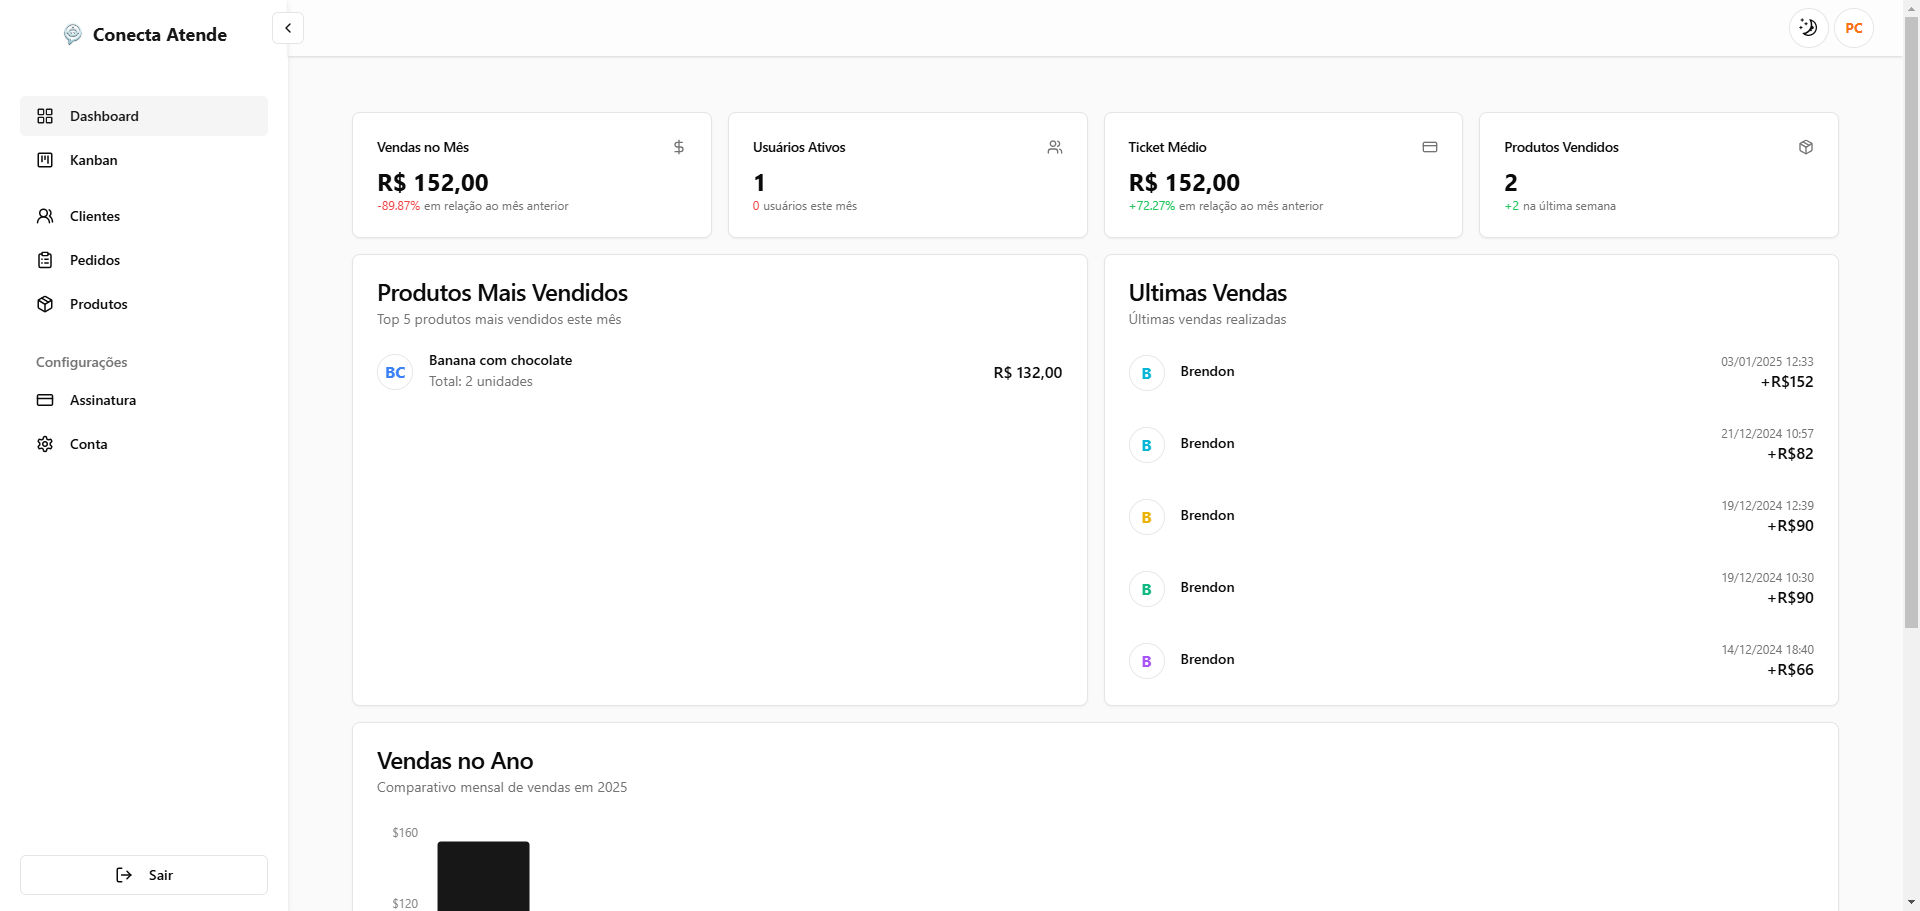 Conecta Atende
Dashboard
Kanban
Clientes
Pedidos
Produtos
Configurações
Assinatura
Conta
Sair
PC
Vendas no Mês
R$ 152,00
-89.87% em relação ao mês anterior
Usuários Ativos
1
0 usuários este mês
Ticket Médio
R$ 152,00
+72.27% em relação ao mês anterior
Produtos Vendidos
2
+2 na última semana
Produtos Mais Vendidos
Top 5 produtos mais vendidos este mês
BC
Banana com chocolate
Total: 2 unidades
R$ 132,00
Ultimas Vendas
Últimas vendas realizadas
B
Brendon
03/01/2025 12:33
+R$152
B
Brendon
21/12/2024 10:57
+R$82
B
Brendon
19/12/2024 12:39
+R$90
B
Brendon
19/12/2024 10:30
+R$90
B
Brendon
14/12/2024 18:40
+R$66
Vendas no Ano
Comparativo mensal de vendas em 2025
$160
$120